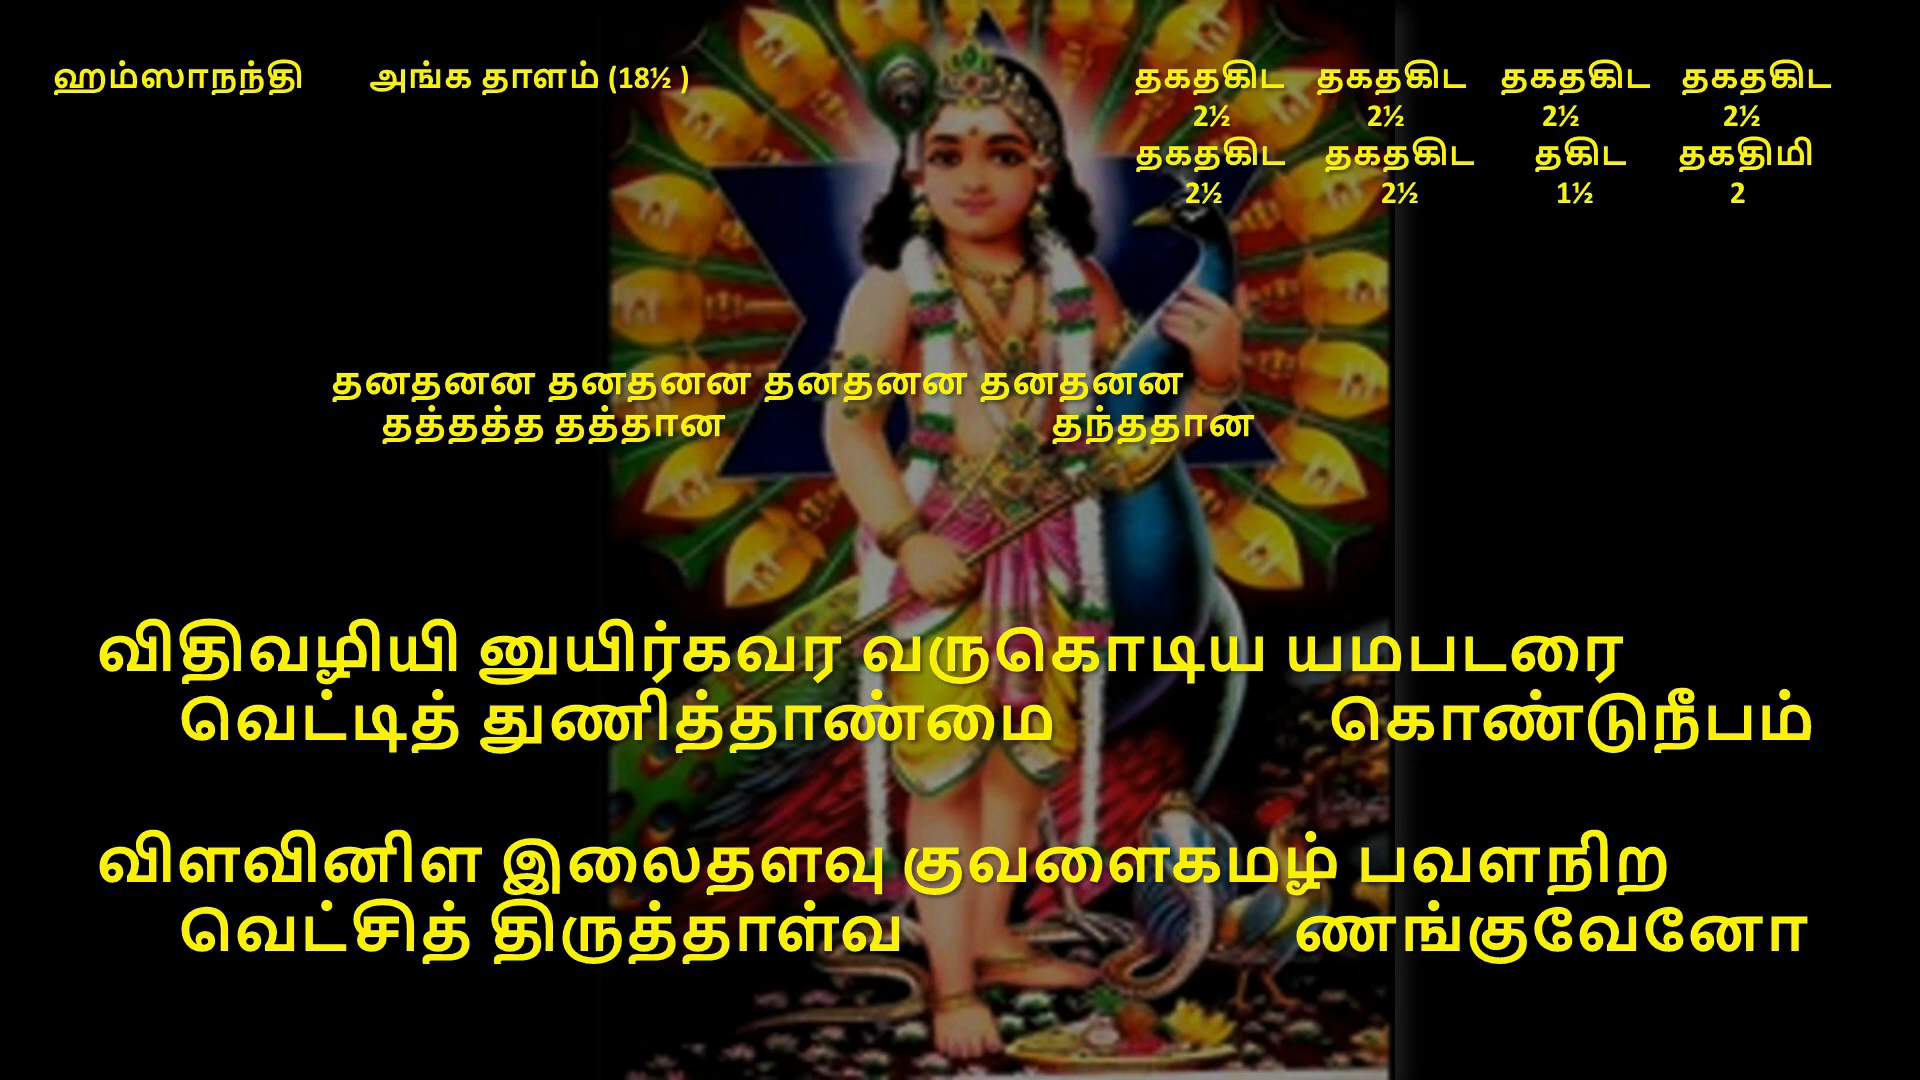 ஹம்ஸாநந்தி அங்க தாளம் (18½ )
தகதகிட தகதகிட தகதகிட தகதகிட
2½ 2½ 2½ 2½
தகதகிட தகதகிட தகிட தகதிமி
2½ 2½ 1½ 2
தனதனன தனதனன தனதனன தனதனன
தத்தத்த தத்தான தந்ததான
விதிவழியி னுயிர்கவர வருகொடிய யமபடரை
வெட்டித் துணித்தாண்மை கொண்டுநீபம்
விளவினிள இலைதளவு குவளைகமழ் பவளநிற
வெட்சித் திருத்தாள்வ ணங்குவேனோ